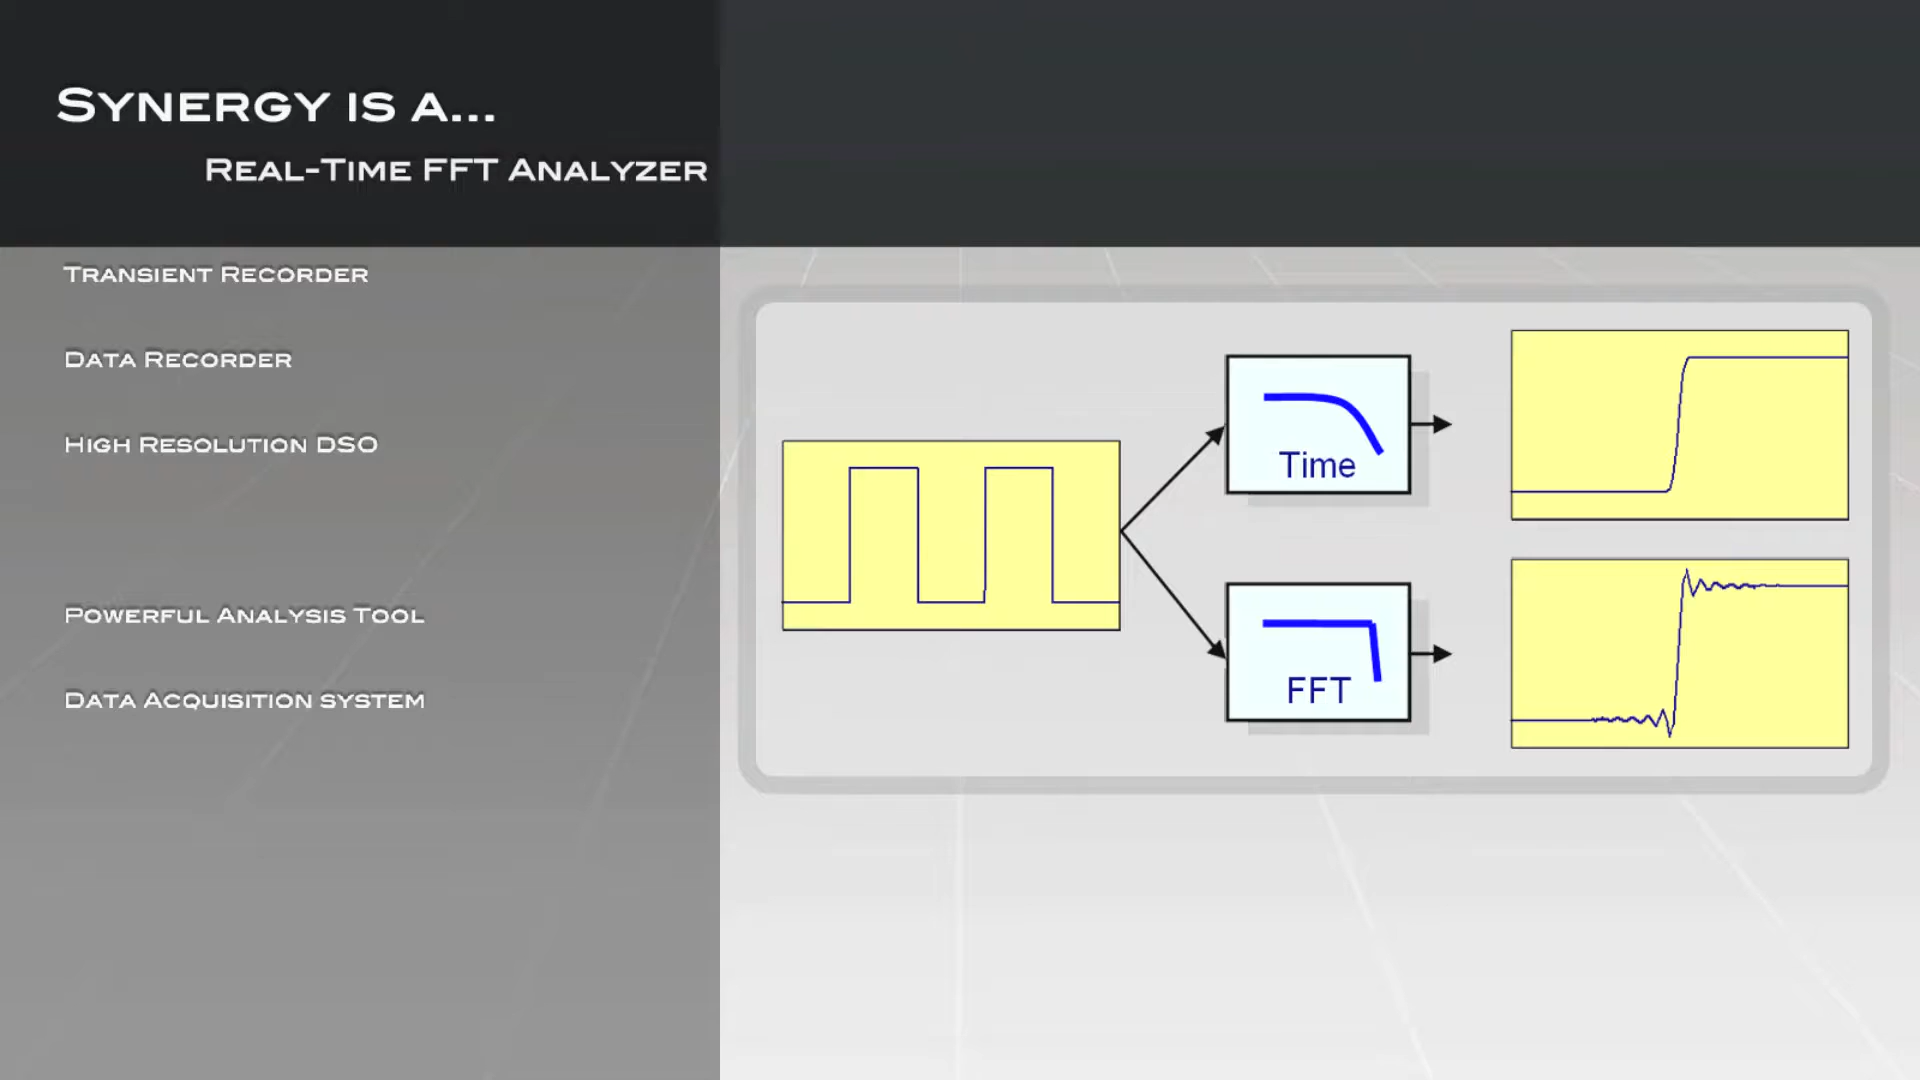 Synergy is a...
Real-Time FFT Analyzer
Transient Recorder
Data Recorder
High Resolution DSO
Powerful Analysis Tool
Data Acquisition system
Time
FFT